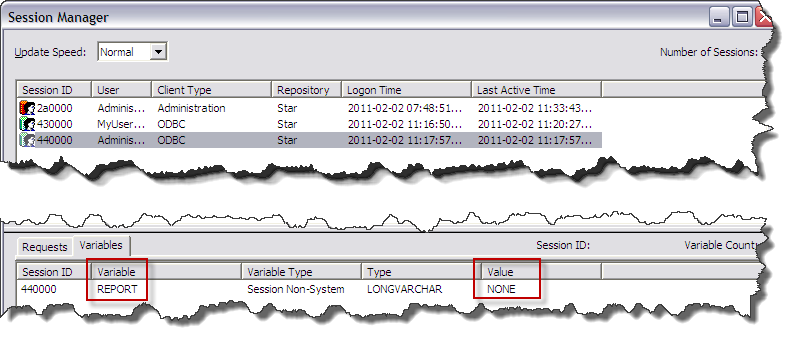 Session Manager
Update Speed: Normal Number of Sessions:
Session ID User Client Type Repository Logon Time Last Active Time
2a0000 Adminis... Administration Star 2011-02-02 07:48:51... 2011-02-02 11:33:43...
430000 MyUser... ODBC Star 2011-02-02 11:16:50... 2011-02-02 11:20:27...
440000 Adminis... ODBC Star 2011-02-02 11:17:57... 2011-02-02 11:17:57...
Requests Variables Session ID: Variable Count:
Session ID Variable Variable Type Type Value
440000 REPORT Session Non-System LONGVARCHAR NONE